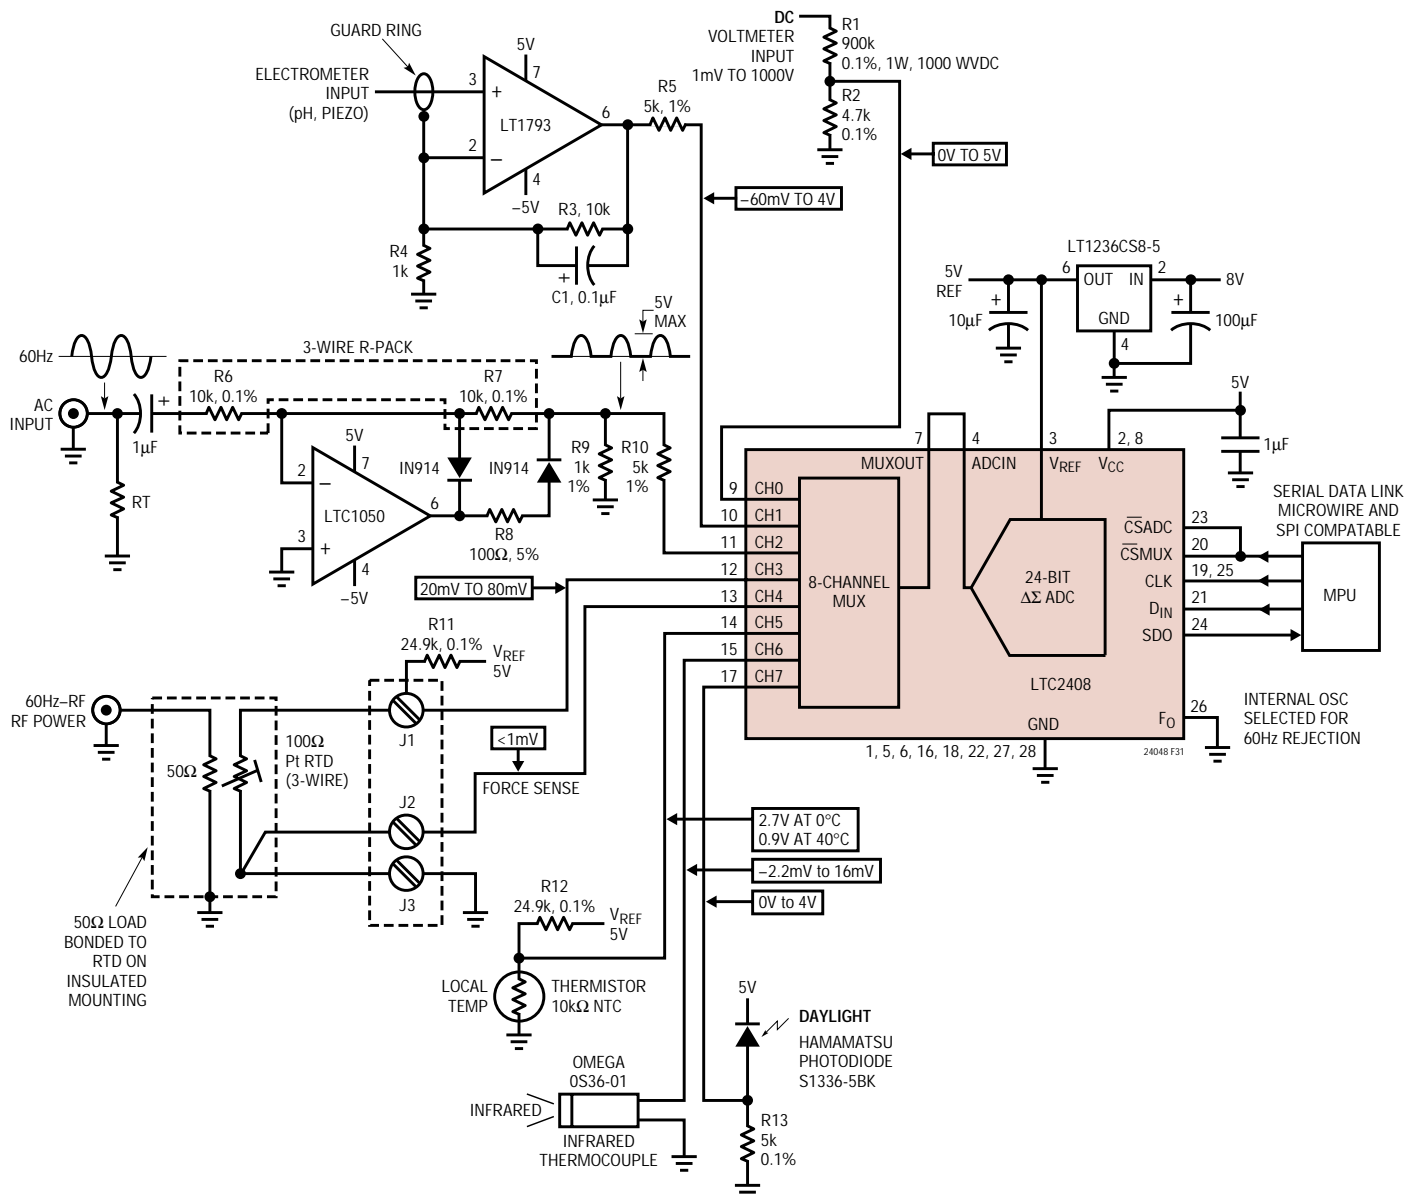 GUARD RING
ELECTROMETER
INPUT
(pH, PIEZO)
3
2
+
–
5V
7
LT1793
6
4
–5V
R5
5k, 1%
R3, 10k
+
C1, 0.1µF
R4
1k
–60mV TO 4V
DC
VOLTMETER
INPUT
1mV TO 1000V
R1
900k
0.1%, 1W, 1000 WVDC
R2
4.7k
0.1%
0V TO 5V
LT1236CS8-5
5V
REF
6
OUT IN
GND
2
8V
4
+
10µF
+
100µF
5V
1µF
60Hz
AC
INPUT
RT
+
1µF
3-WIRE R-PACK
R6
10k, 0.1%
R7
10k, 0.1%
5V
MAX
2
3
–
+
5V
7
LTC1050
6
4
–5V
IN914
IN914
R8
100Ω, 5%
R9
1k
1%
R10
5k
1%
7
4
3
2, 8
MUXOUT
ADCIN
VREF
VCC
9 CH0
10 CH1
11 CH2
12 CH3
13 CH4
14 CH5
15 CH6
17 CH7
8-CHANNEL
MUX
24-BIT
ΔΣ ADC
LTC2408
GND
1, 5, 6, 16, 18, 22, 27, 28
CSADC 23
CSMUX 20
CLK 19, 25
DIN 21
SDO 24
FO 26
24048 F31
SERIAL DATA LINK
MICROWIRE AND
SPI COMPATABLE
MPU
INTERNAL OSC
SELECTED FOR
60Hz REJECTION
20mV TO 80mV
R11
24.9k, 0.1%
VREF
5V
60Hz–RF
RF POWER
50Ω
100Ω
Pt RTD
(3-WIRE)
J1
J2
J3
<1mV
FORCE SENSE
50Ω LOAD
BONDED TO
RTD ON
INSULATED
MOUNTING
2.7V AT 0°C
0.9V AT 40°C
–2.2mV to 16mV
0V to 4V
R12
24.9k, 0.1%
VREF
5V
LOCAL
TEMP
THERMISTOR
10kΩ NTC
5V
DAYLIGHT
HAMAMATSU
PHOTODIODE
S1336-5BK
R13
5k
0.1%
OMEGA
0S36-01
INFRARED
INFRARED
THERMOCOUPLE